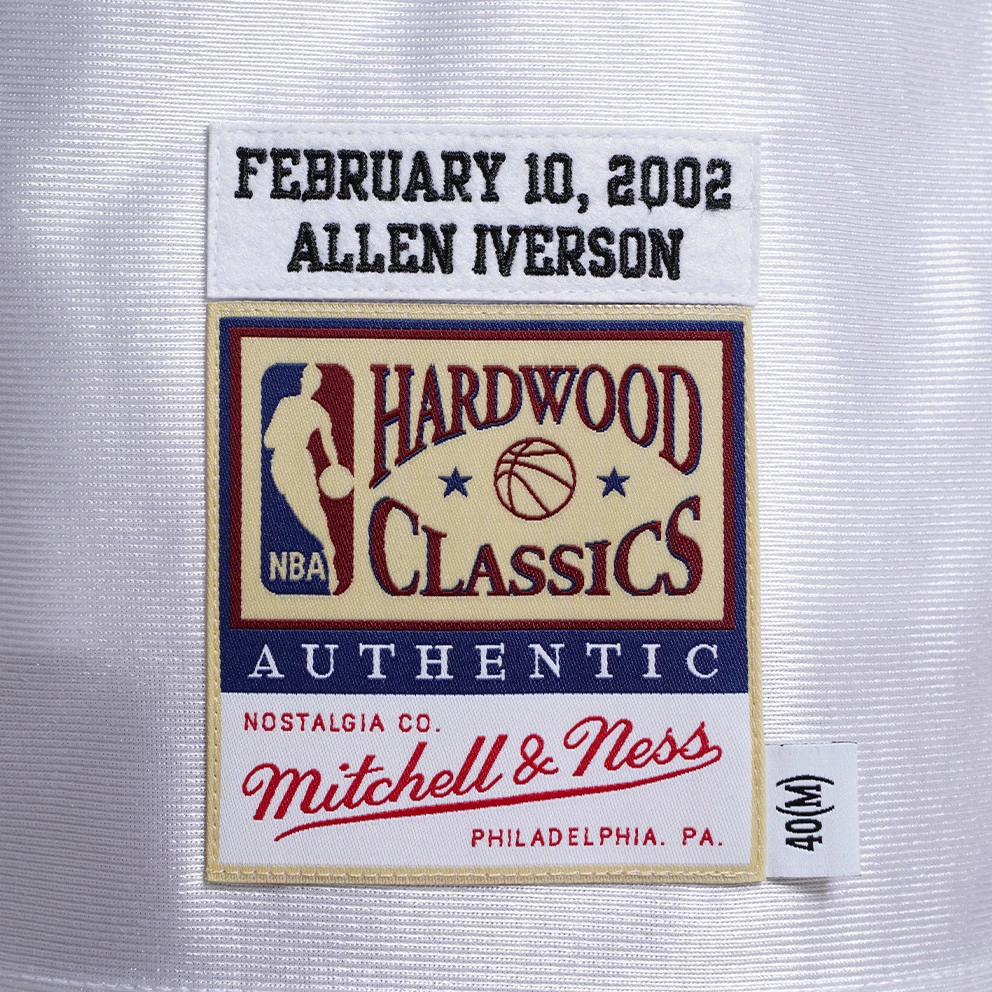 FEBRUARY 10, 2002
ALLEN IVERSON
HARDWOOD
CLASSICS
NBA
AUTHENTIC
NOSTALGIA CO.
Mitchell & Ness
PHILADELPHIA. PA.
40(M)